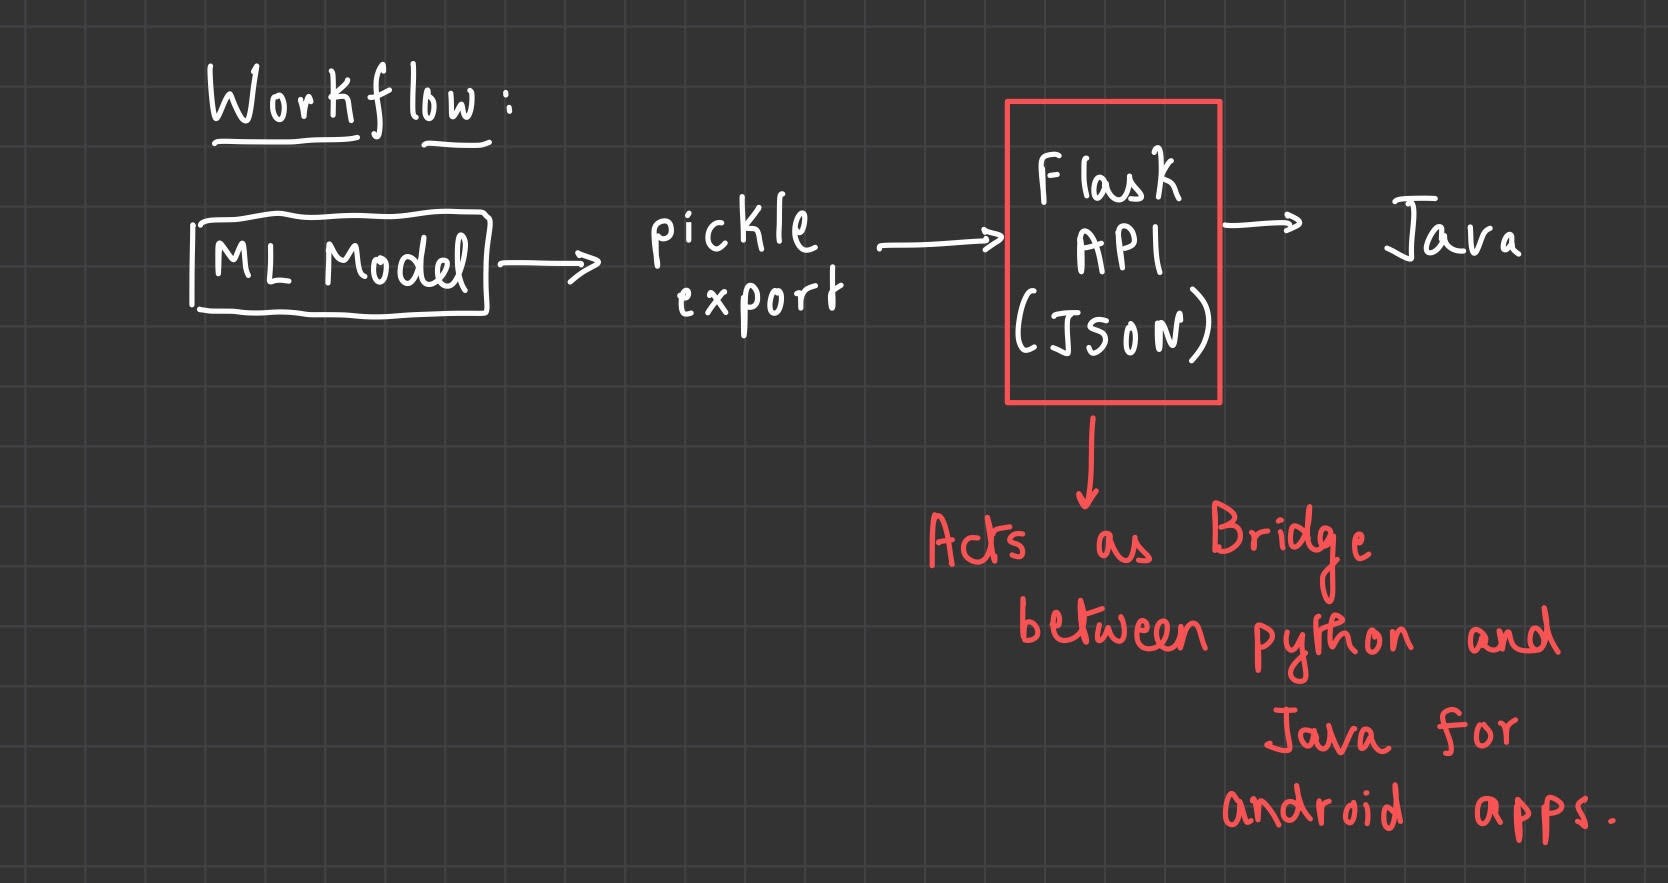 Workflow:
ML Model
pickle
export
Flask
API
(JSON)
Java
Acts as Bridge
between python and
Java for
android apps.